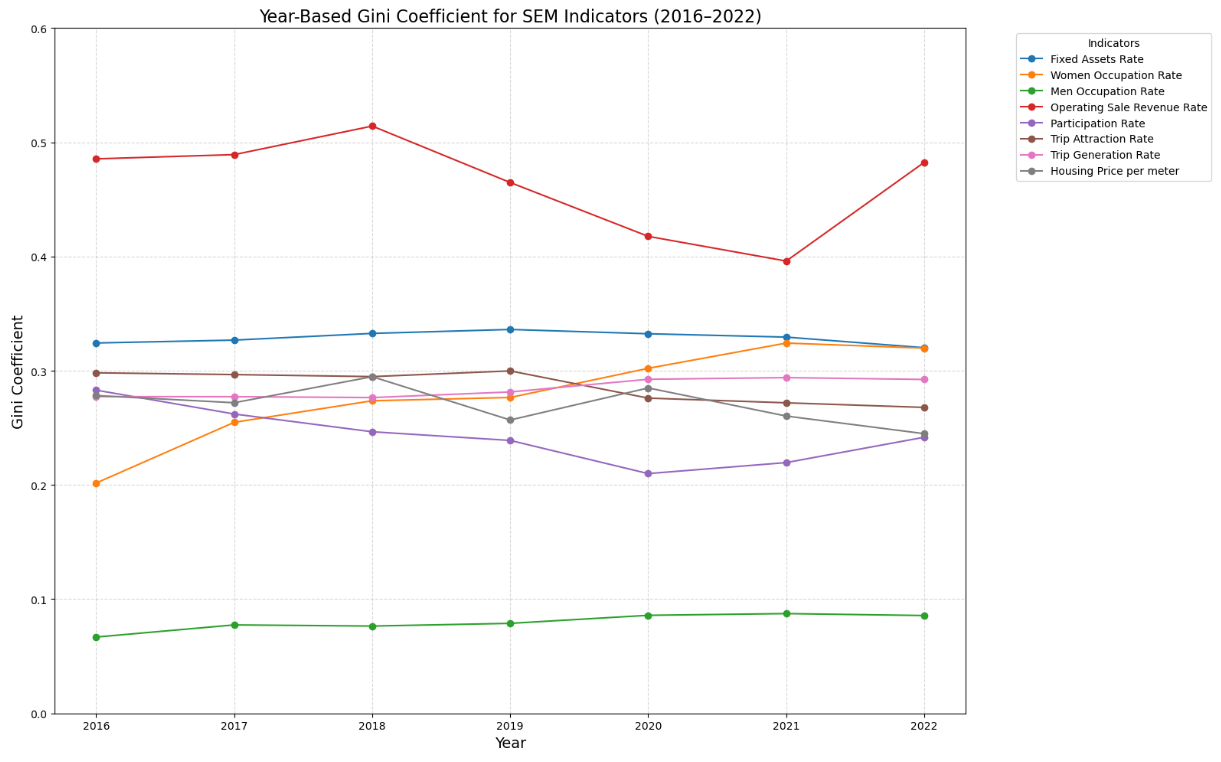 Year-Based Gini Coefficient for SEM Indicators (2016–2022)
Indicators
Fixed Assets Rate
Women Occupation Rate
Men Occupation Rate
Operating Sale Revenue Rate
Participation Rate
Trip Attraction Rate
Trip Generation Rate
Housing Price per meter
Gini Coefficient
0.6
0.5
0.4
0.3
0.2
0.1
0.0
2016 2017 2018 2019 2020 2021 2022
Year